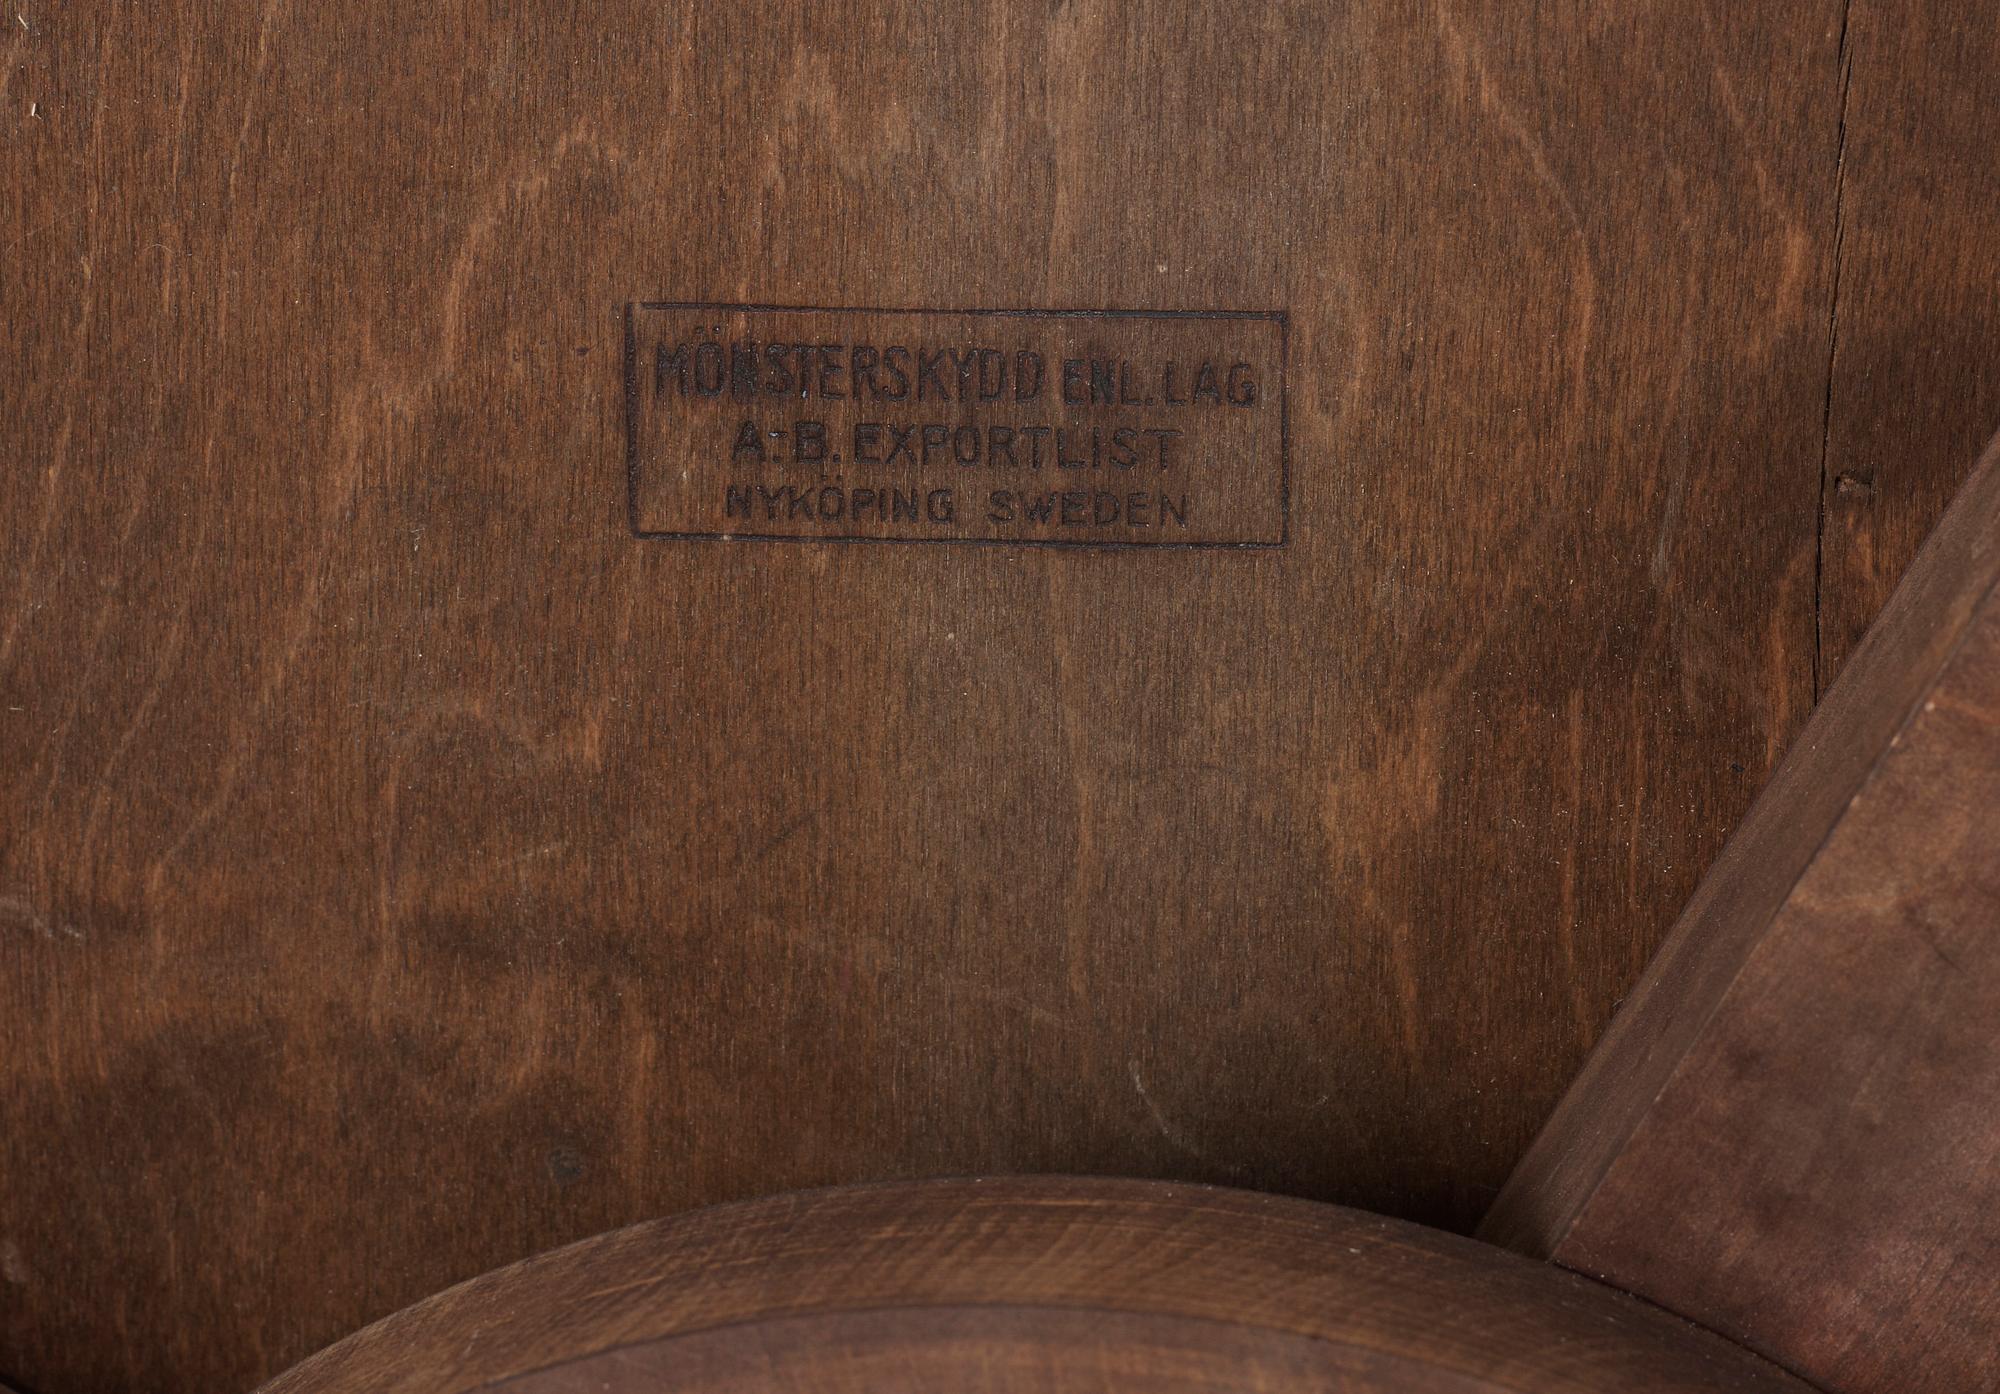 MÖNSTERSKYDD ENL. LAG
A.-B. EXPORTLIST
NYKÖPING SWEDEN